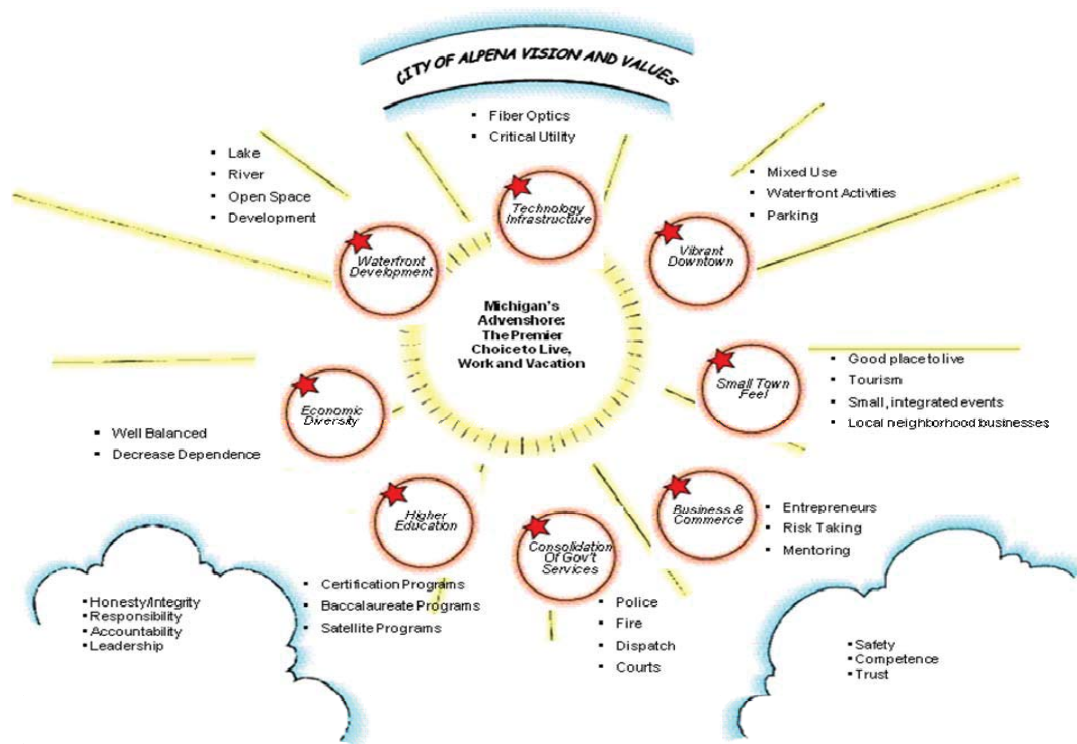 CITY OF ALPENA VISION AND VALUES
▪ Fiber Optics
▪ Critical Utility
Technology
Infrastructure
▪ Lake
▪ River
▪ Open Space
▪ Development
Waterfront
Development
▪ Mixed Use
▪ Waterfront Activities
▪ Parking
Vibrant
Downtown
Michigan's
Advenshore:
The Premier
Choice to Live,
Work and Vacation
▪ Good place to live
▪ Tourism
▪ Small, integrated events
▪ Local neighborhood businesses
Small Town
Feel
Economic
Diversity
▪ Well Balanced
▪ Decrease Dependence
Higher
Education
▪ Certification Programs
▪ Baccalaureate Programs
▪ Satellite Programs
Consolidation
Of Gov't
Services
▪ Police
▪ Fire
▪ Dispatch
▪ Courts
Business &
Commerce
▪ Entrepreneurs
▪ Risk Taking
▪ Mentoring
•Honesty/Integrity
•Responsibility
•Accountability
•Leadership
•Safety
•Competence
•Trust